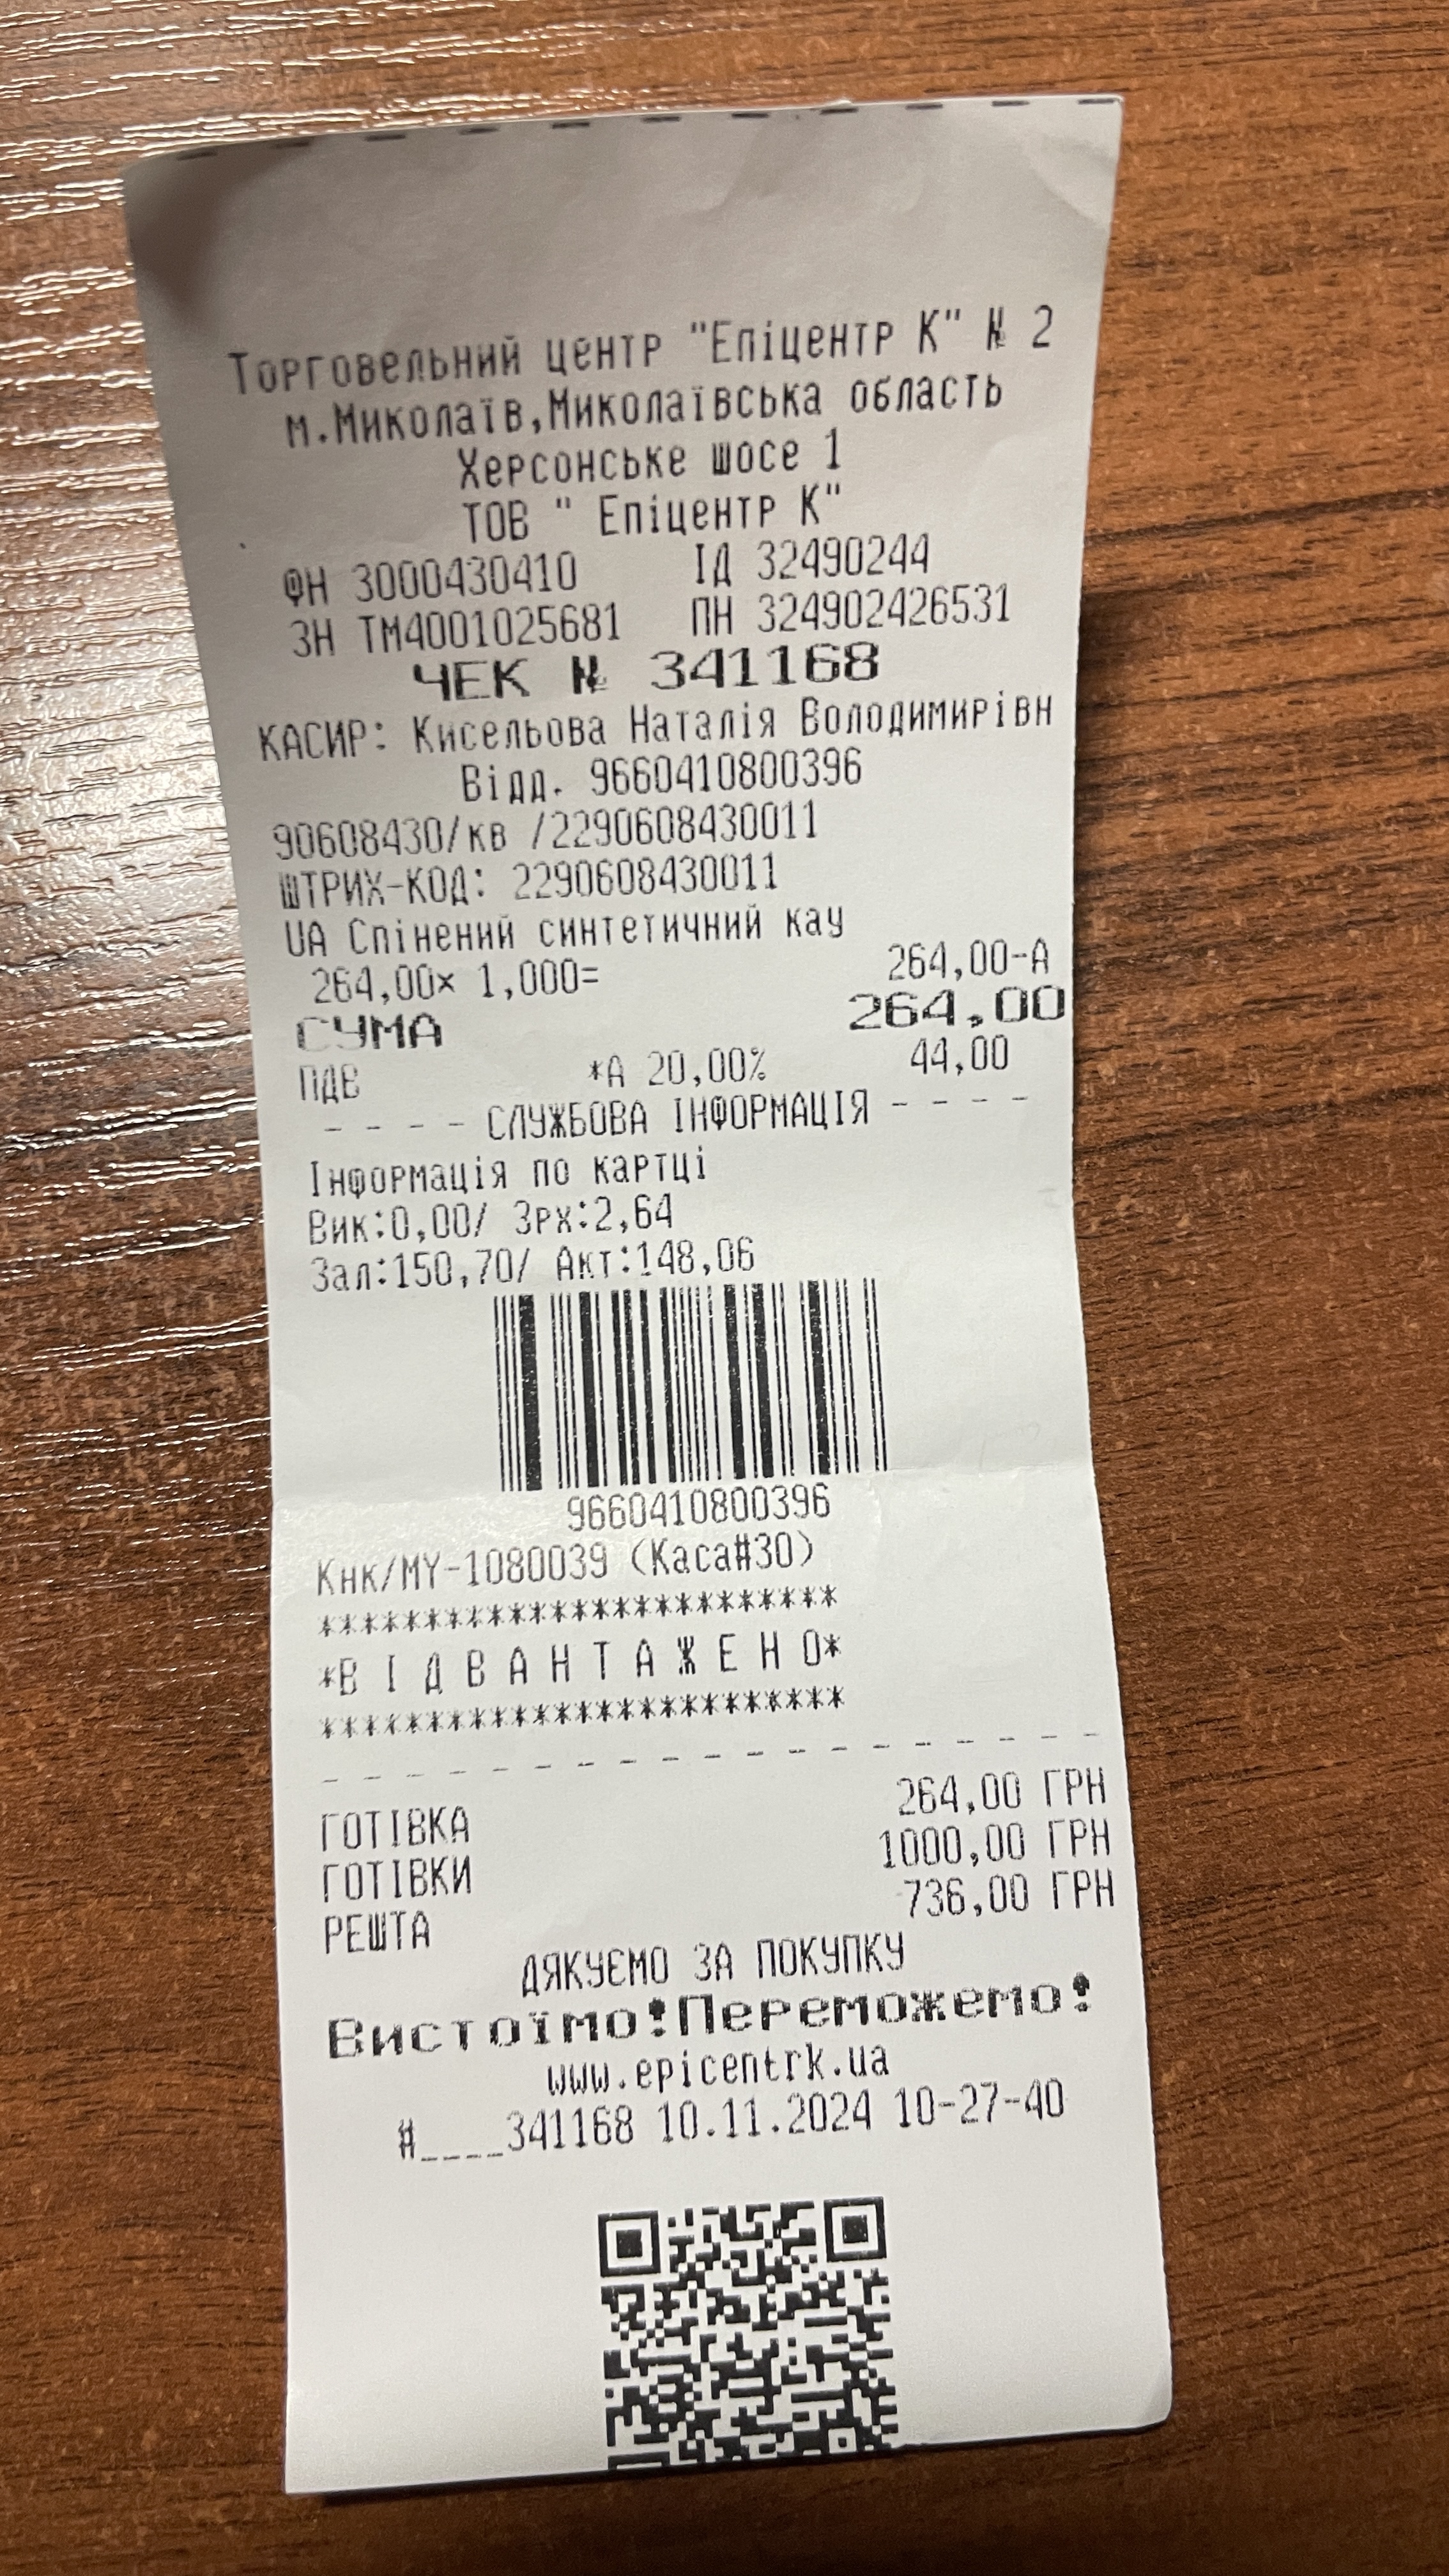 Торговельний центр "Епіцентр К" № 2
м.Миколаїв,Миколаївська область
Херсонське шосе 1
ТОВ " Епіцентр К"
ФН 3000430410 ІД 32490244
ЗН ТМ4001025681 ПН 324902426531
ЧЕК № 341168
КАСИР: Кисельова Наталія Володимирівн
Відд. 9660410800396
90608430/кв /2290608430011
ШТРИХ-КОД: 2290608430011
UA Спінений синтетичний кау
264,00× 1,000= 264,00-А
СУМА 264,00
ПДВ *А 20,00% 44,00
- - - - СЛУЖБОВА ІНФОРМАЦІЯ - - - -
Інформація по картці
Вик:0,00/ Зрх:2,64
Зал:150,70/ Акт:148,06
9660410800396
Кнк/МУ-1080039 (Каса#30)
************************
*В І Д В А Н Т А Ж Е Н О*
************************
- - - - - - - - - - - - - - - - - - -
ГОТІВКА 264,00 ГРН
ГОТІВКИ 1000,00 ГРН
РЕШТА 736,00 ГРН
ДЯКУЄМО ЗА ПОКУПКУ
Вистоїмо!Переможемо!
www.epicentrk.ua
#____341168 10.11.2024 10-27-40